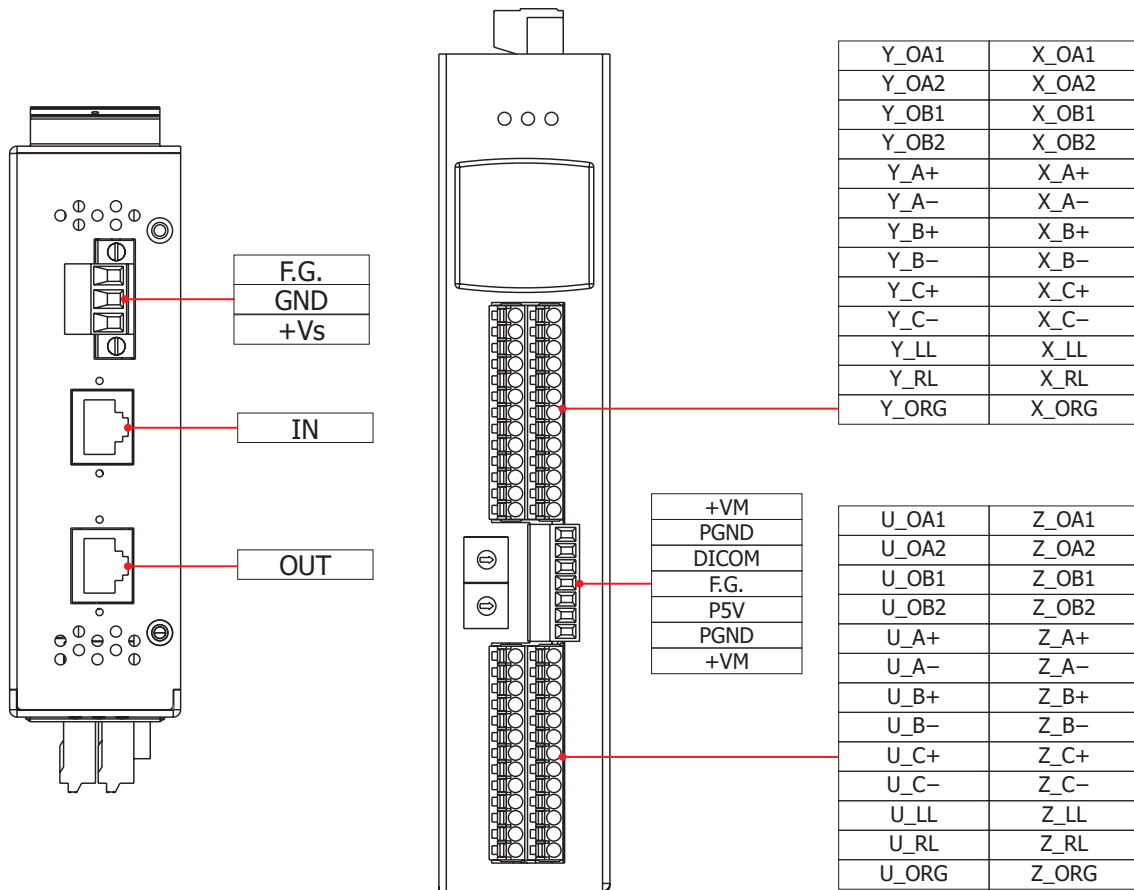 F.G.
GND
+Vs
IN
OUT
+VM
PGND
DICOM
F.G.
P5V
PGND
+VM
Y_OA1 X_OA1
Y_OA2 X_OA2
Y_OB1 X_OB1
Y_OB2 X_OB2
Y_A+ X_A+
Y_A− X_A−
Y_B+ X_B+
Y_B− X_B−
Y_C+ X_C+
Y_C− X_C−
Y_LL X_LL
Y_RL X_RL
Y_ORG X_ORG
U_OA1 Z_OA1
U_OA2 Z_OA2
U_OB1 Z_OB1
U_OB2 Z_OB2
U_A+ Z_A+
U_A− Z_A−
U_B+ Z_B+
U_B− Z_B−
U_C+ Z_C+
U_C− Z_C−
U_LL Z_LL
U_RL Z_RL
U_ORG Z_ORG